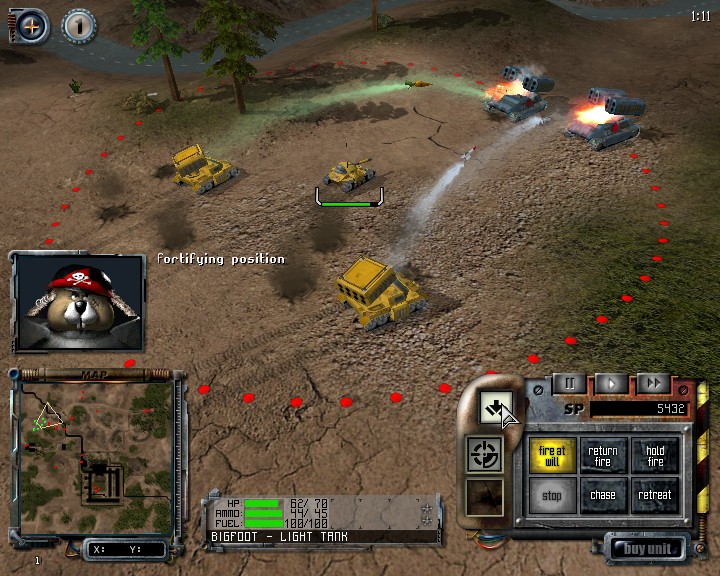 1
1:11
fortifying position
MAP
SP 5432
fire at will
return fire
hold fire
stop
chase
retreat
HP: 62/ 70
AMMO: 44/ 45
FUEL: 100/100
BIGFOOT - LIGHT TANK
X: Y:
buy unit
1